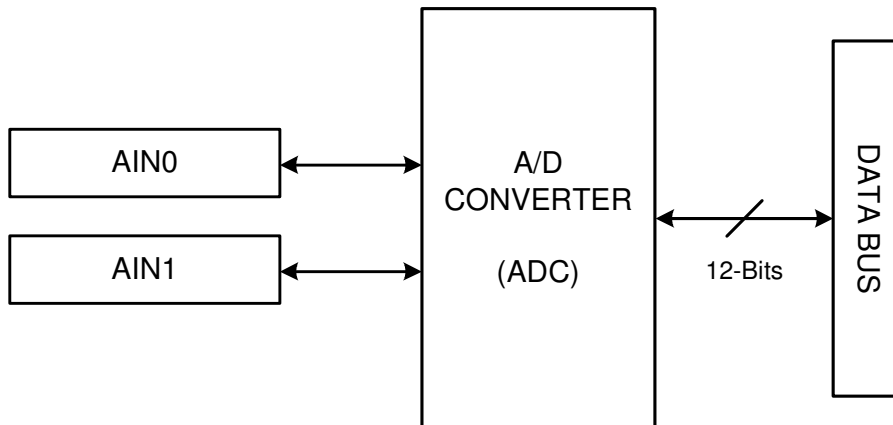 AIN0
AIN1
A/D
CONVERTER
(ADC)
12-Bits
DATA BUS